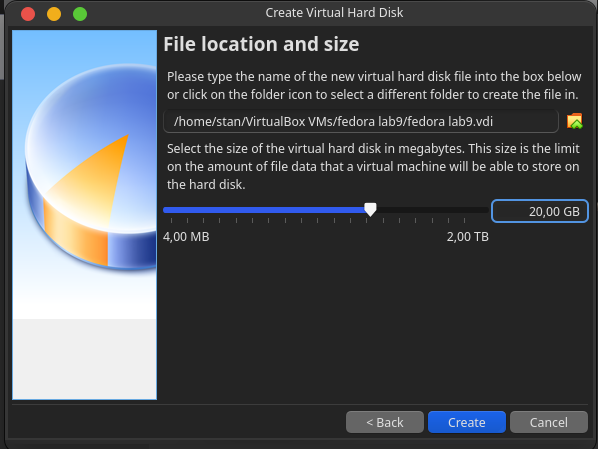 Create Virtual Hard Disk
File location and size
Please type the name of the new virtual hard disk file into the box below
or click on the folder icon to select a different folder to create the file in.
/home/stan/VirtualBox VMs/fedora lab9/fedora lab9.vdi
Select the size of the virtual hard disk in megabytes. This size is the limit
on the amount of file data that a virtual machine will be able to store on
the hard disk.
20,00 GB
4,00 MB
2,00 TB
< Back
Create
Cancel